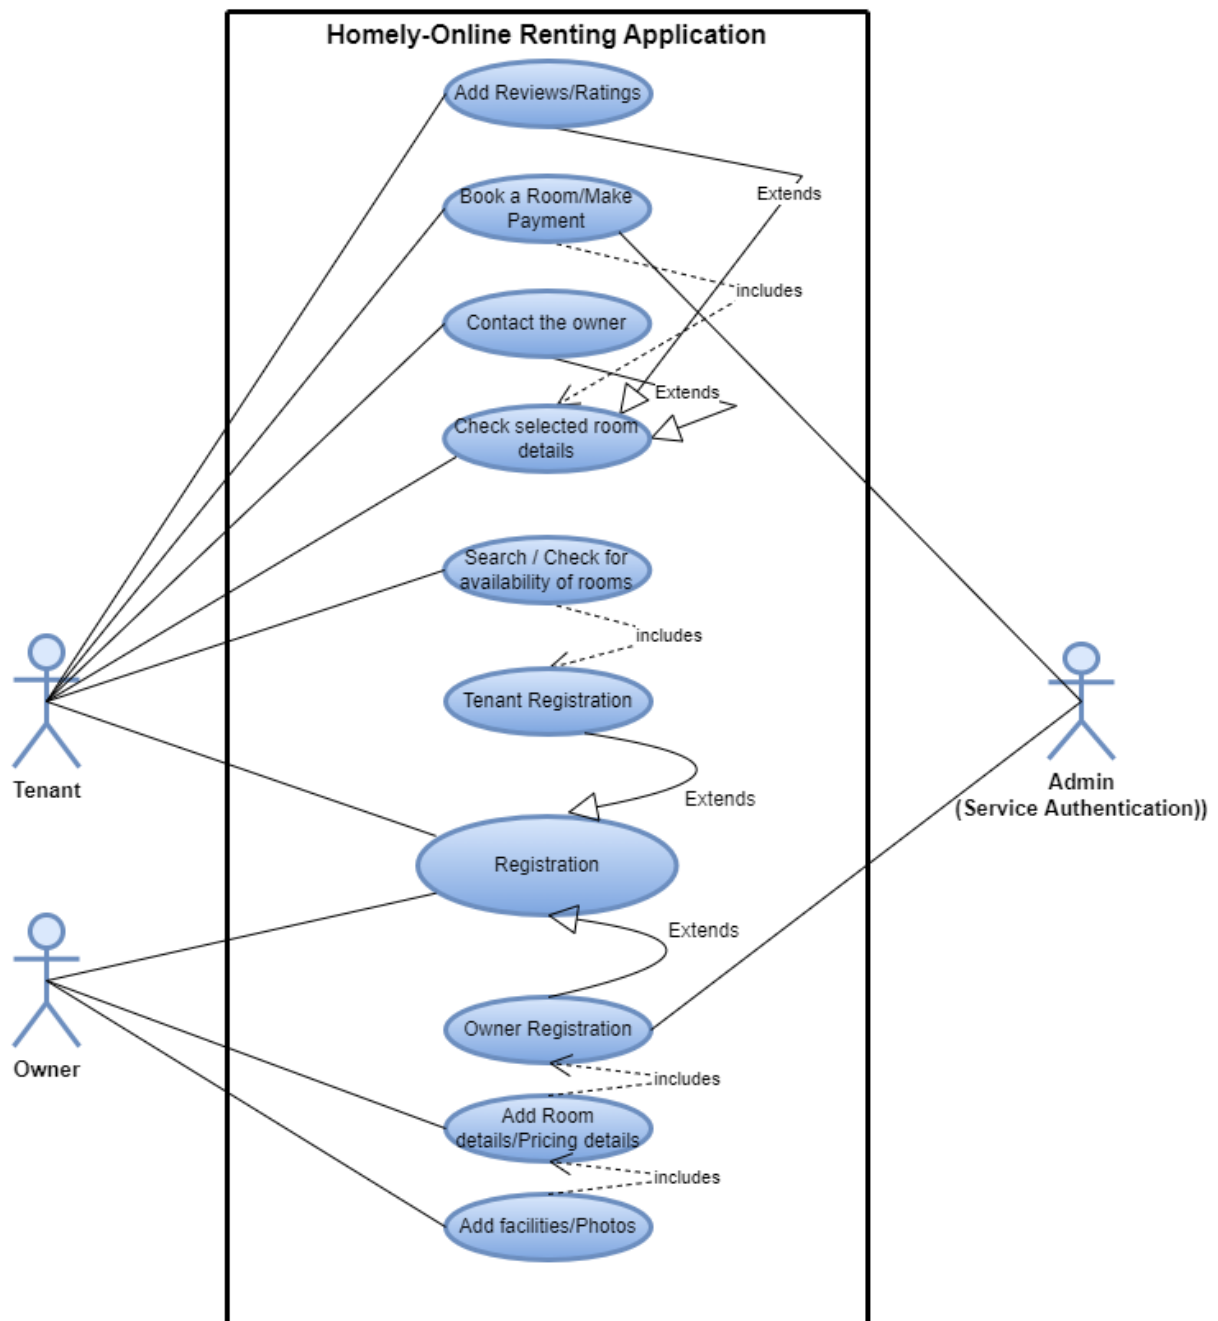 Homely-Online Renting Application
Add Reviews/Ratings
Book a Room/Make
Payment
Extends
includes
Contact the owner
Extends
Check selected room
details
Search / Check for
availability of rooms
includes
Tenant Registration
Tenant
Admin
(Service Authentication))
Extends
Registration
Extends
Owner Registration
Owner
includes
Add Room
details/Pricing details
includes
Add facilities/Photos